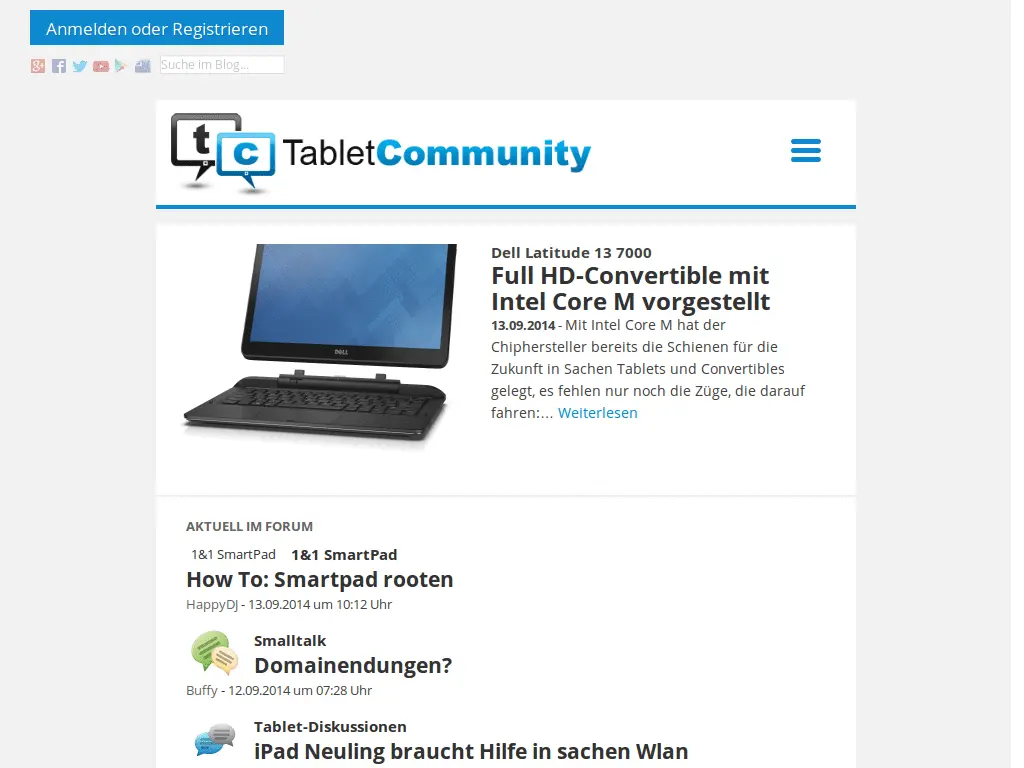 Anmelden oder Registrieren
Suche im Blog...
tc TabletCommunity
DELL
Dell Latitude 13 7000
Full HD-Convertible mit
Intel Core M vorgestellt
13.09.2014 - Mit Intel Core M hat der
Chiphersteller bereits die Schienen für die
Zukunft in Sachen Tablets und Convertibles
gelegt, es fehlen nur noch die Züge, die darauf
fahren:… Weiterlesen
AKTUELL IM FORUM
1&1 SmartPad 1&1 SmartPad
How To: Smartpad rooten
HappyDJ - 13.09.2014 um 10:12 Uhr
Smalltalk
Domainendungen?
Buffy - 12.09.2014 um 07:28 Uhr
Tablet-Diskussionen
iPad Neuling braucht Hilfe in sachen Wlan